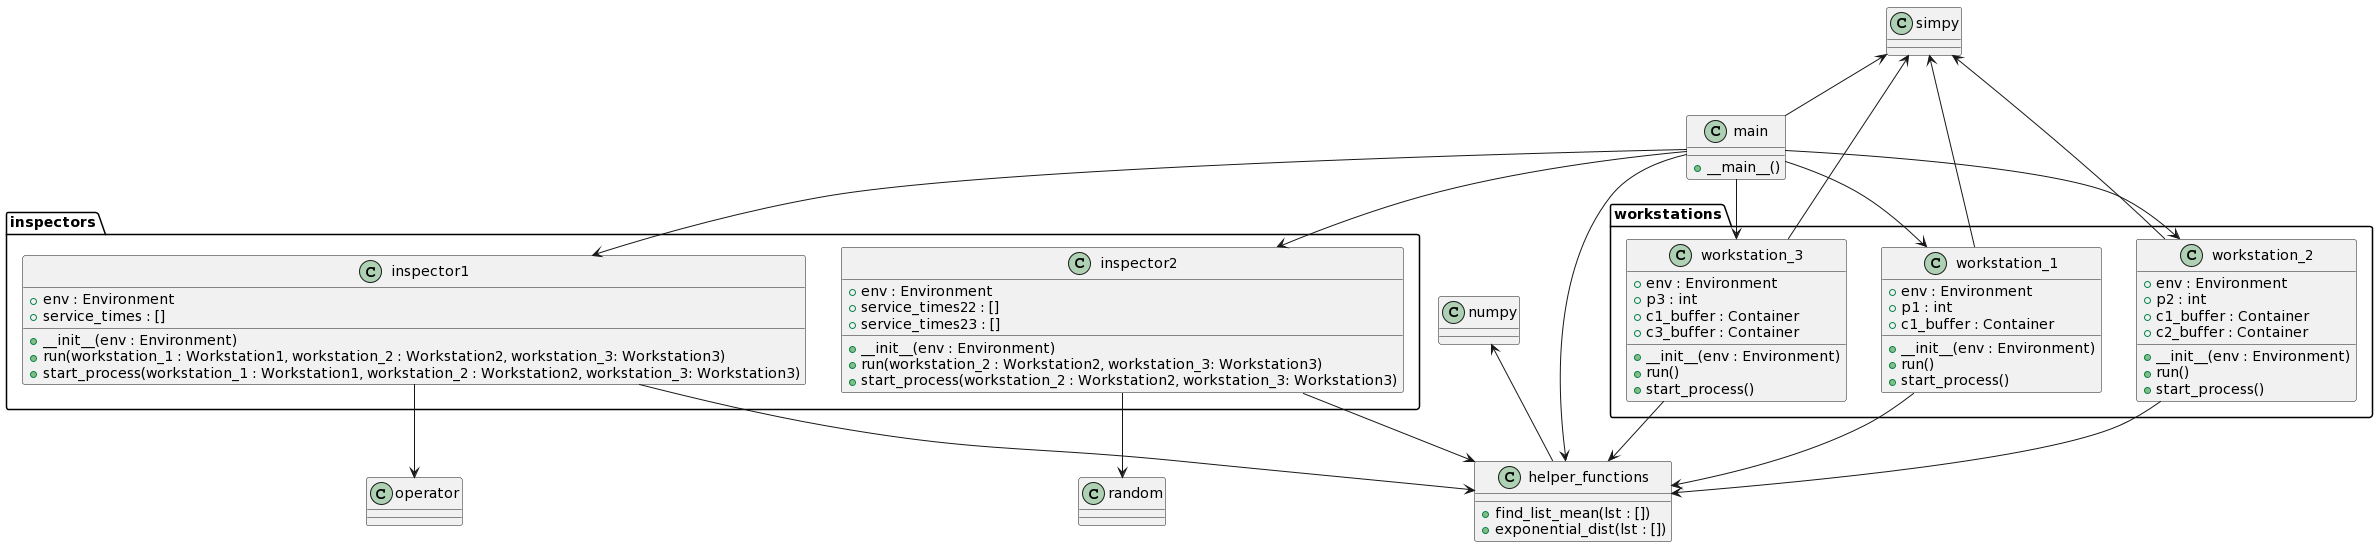 C simpy
C main
__main__()
inspectors
C inspector1
env : Environment
service_times : []
__init__(env : Environment)
run(workstation_1 : Workstation1, workstation_2 : Workstation2, workstation_3: Workstation3)
start_process(workstation_1 : Workstation1, workstation_2 : Workstation2, workstation_3: Workstation3)
C inspector2
env : Environment
service_times22 : []
service_times23 : []
__init__(env : Environment)
run(workstation_2 : Workstation2, workstation_3: Workstation3)
start_process(workstation_2 : Workstation2, workstation_3: Workstation3)
workstations
C workstation_3
env : Environment
p3 : int
c1_buffer : Container
c3_buffer : Container
__init__(env : Environment)
run()
start_process()
C workstation_1
env : Environment
p1 : int
c1_buffer : Container
__init__(env : Environment)
run()
start_process()
C workstation_2
env : Environment
p2 : int
c1_buffer : Container
c2_buffer : Container
__init__(env : Environment)
run()
start_process()
C numpy
C operator
C random
C helper_functions
find_list_mean(lst : [])
exponential_dist(lst : [])